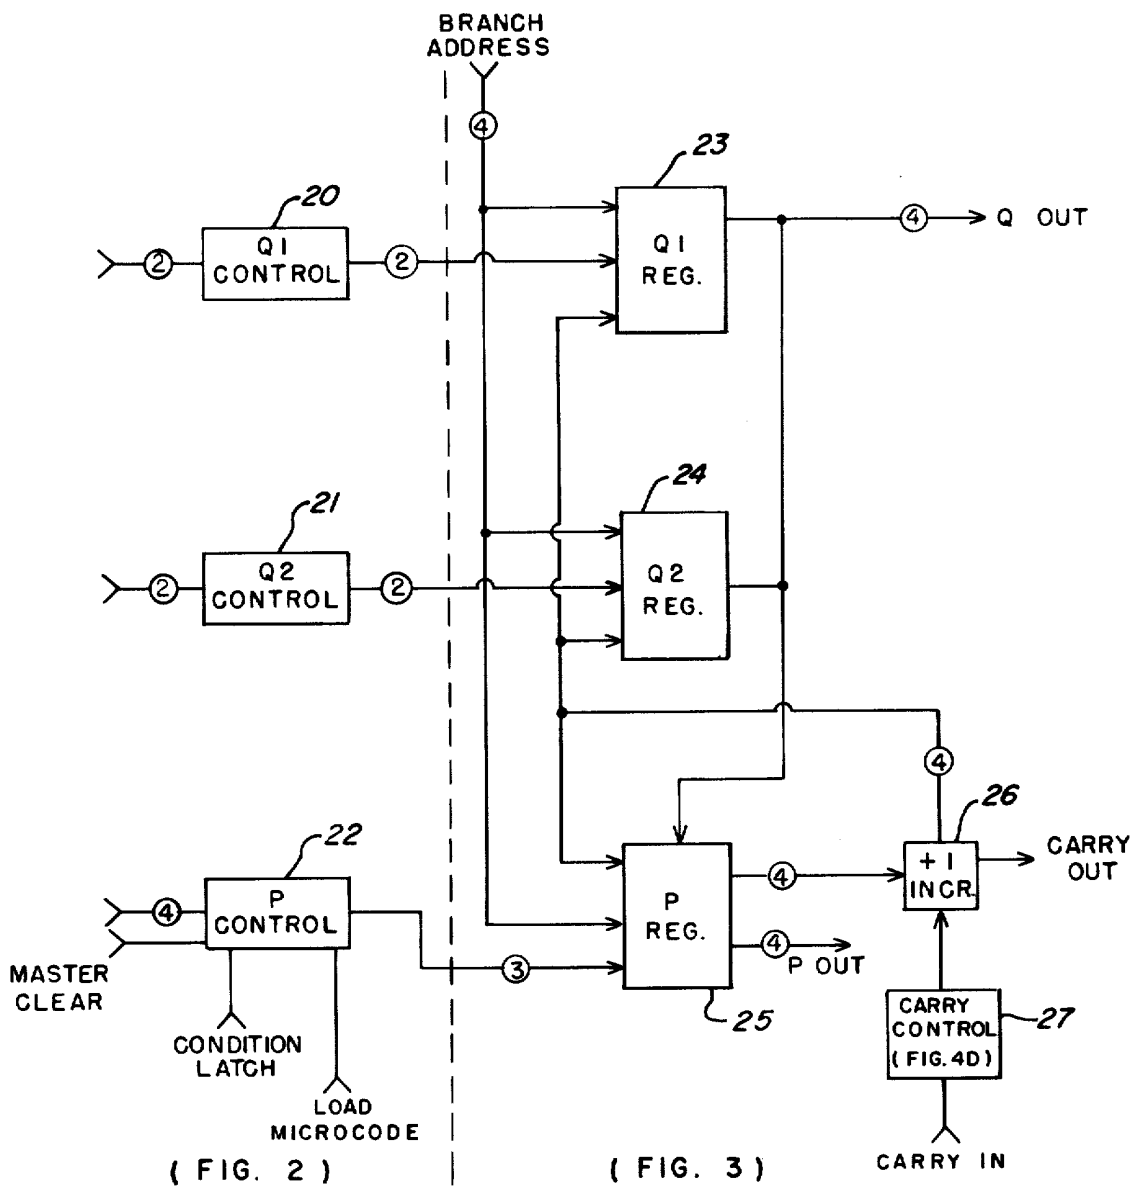 BRANCH
ADDRESS
4
23
20
Q1
CONTROL
2
2
Q1
REG.
4
Q OUT
24
21
Q2
CONTROL
2
2
Q2
REG.
4
22
26
P
CONTROL
4
MASTER
CLEAR
CONDITION
LATCH
LOAD
MICROCODE
3
P
REG.
4
4
P OUT
25
+1
INCR.
CARRY
OUT
CARRY
CONTROL
(FIG. 4D)
27
CARRY IN
( FIG. 2 )
( FIG. 3 )